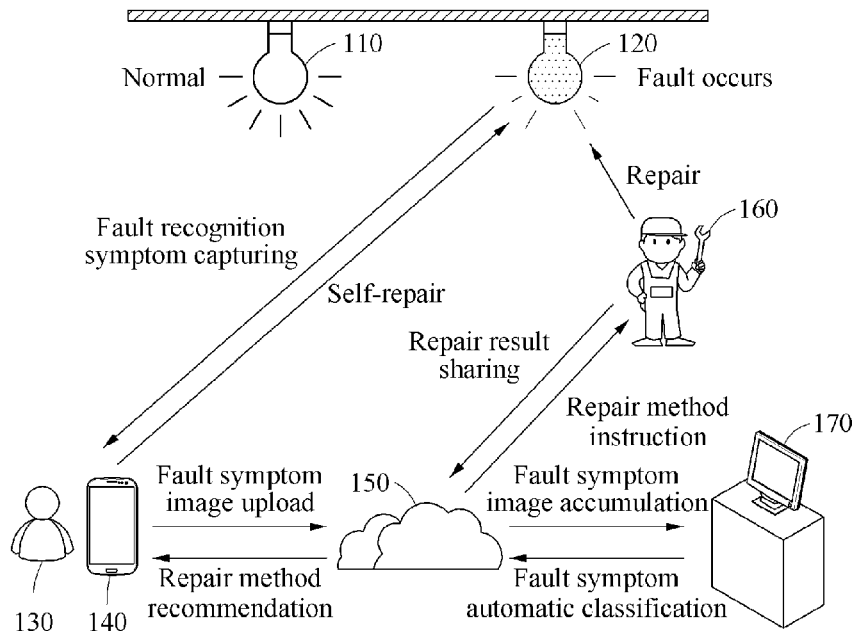 110
120
Normal
Fault occurs
Repair
160
Fault recognition
symptom capturing
Self-repair
Repair result
sharing
Repair method
instruction
170
Fault symptom
image upload
150
Fault symptom
image accumulation
Repair method
recommendation
Fault symptom
automatic classification
130
140